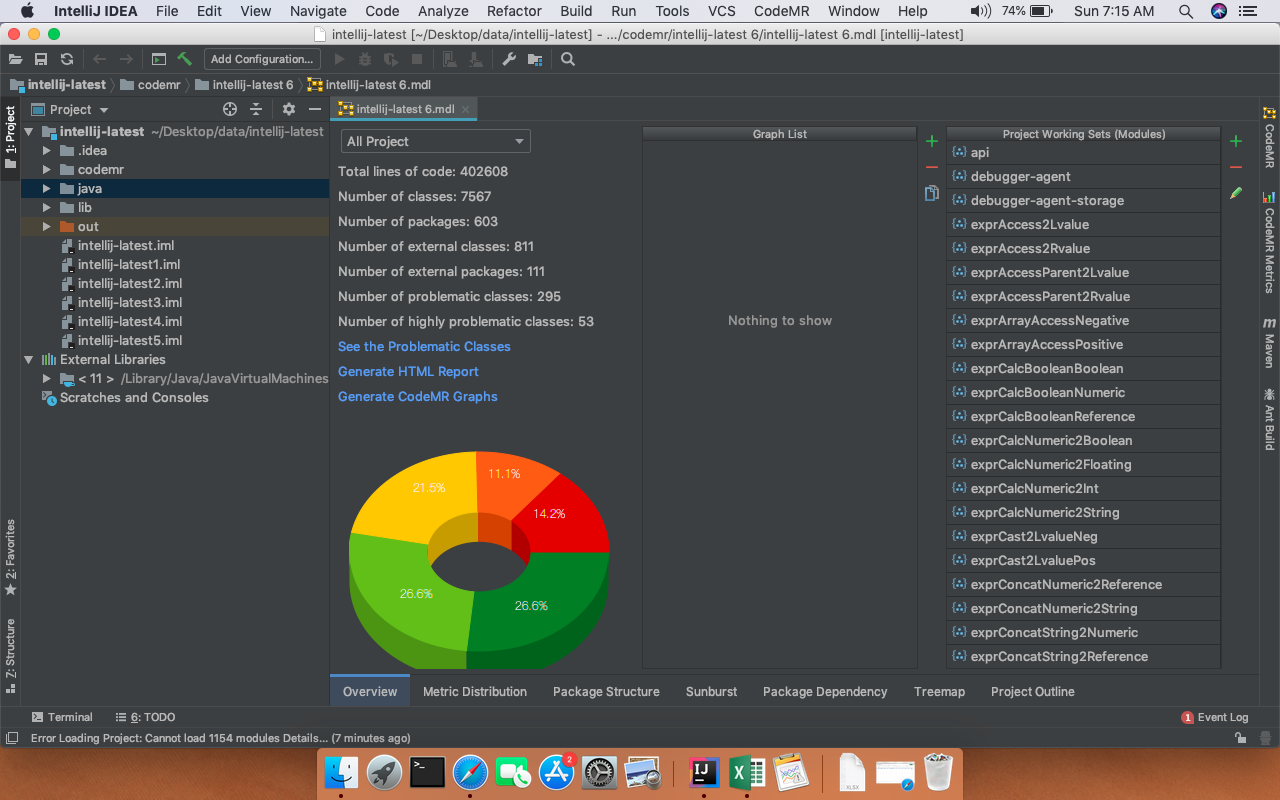 IntelliJ IDEA File Edit View Navigate Code Analyze Refactor Build Run Tools VCS CodeMR Window Help 74% Sun 7:15 AM
intellij-latest [~/Desktop/data/intellij-latest] - .../codemr/intellij-latest 6/intellij-latest 6.mdl [intellij-latest]
Add Configuration...
intellij-latest codemr intellij-latest 6 intellij-latest 6.mdl
1: Project
2: Favorites
Z: Structure
Project
intellij-latest ~/Desktop/data/intellij-latest
.idea
codemr
java
lib
out
intellij-latest.iml
intellij-latest1.iml
intellij-latest2.iml
intellij-latest3.iml
intellij-latest4.iml
intellij-latest5.iml
External Libraries
< 11 > /Library/Java/JavaVirtualMachines
Scratches and Consoles
intellij-latest 6.mdl
All Project
Total lines of code: 402608
Number of classes: 7567
Number of packages: 603
Number of external classes: 811
Number of external packages: 111
Number of problematic classes: 295
Number of highly problematic classes: 53
See the Problematic Classes
Generate HTML Report
Generate CodeMR Graphs
11.1%
21.5%
14.2%
26.6%
26.6%
Graph List
Nothing to show
Project Working Sets (Modules)
api
debugger-agent
debugger-agent-storage
exprAccess2Lvalue
exprAccess2Rvalue
exprAccessParent2Lvalue
exprAccessParent2Rvalue
exprArrayAccessNegative
exprArrayAccessPositive
exprCalcBooleanBoolean
exprCalcBooleanNumeric
exprCalcBooleanReference
exprCalcNumeric2Boolean
exprCalcNumeric2Floating
exprCalcNumeric2Int
exprCalcNumeric2String
exprCast2LvalueNeg
exprCast2LvaluePos
exprConcatNumeric2Reference
exprConcatNumeric2String
exprConcatString2Numeric
exprConcatString2Reference
CodeMR
CodeMR Metrics
m Maven
Ant Build
Overview Metric Distribution Package Structure Sunburst Package Dependency Treemap Project Outline
Terminal 6: TODO 1 Event Log
Error Loading Project: Cannot load 1154 modules Details... (7 minutes ago)
2
IJ
XLSX